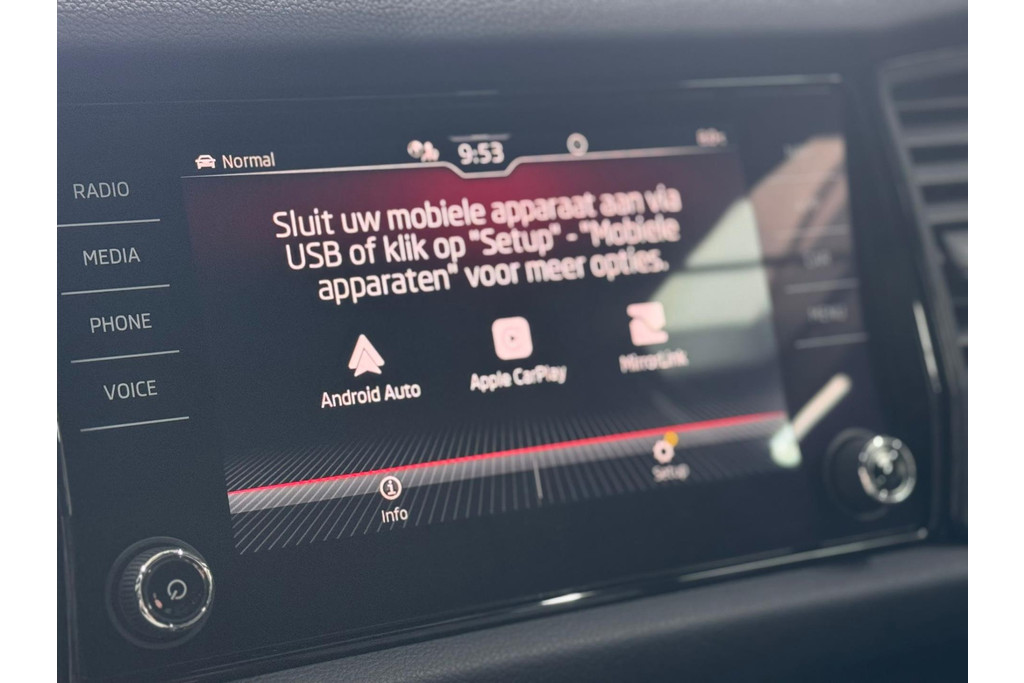 Normal
9:53
RADIO
MEDIA
PHONE
VOICE
Sluit uw mobiele apparaat aan via
USB of klik op "Setup" - "Mobiele
apparaten" voor meer opties.
Android Auto
Apple CarPlay
MirrorLink
Info
Setup
MENU